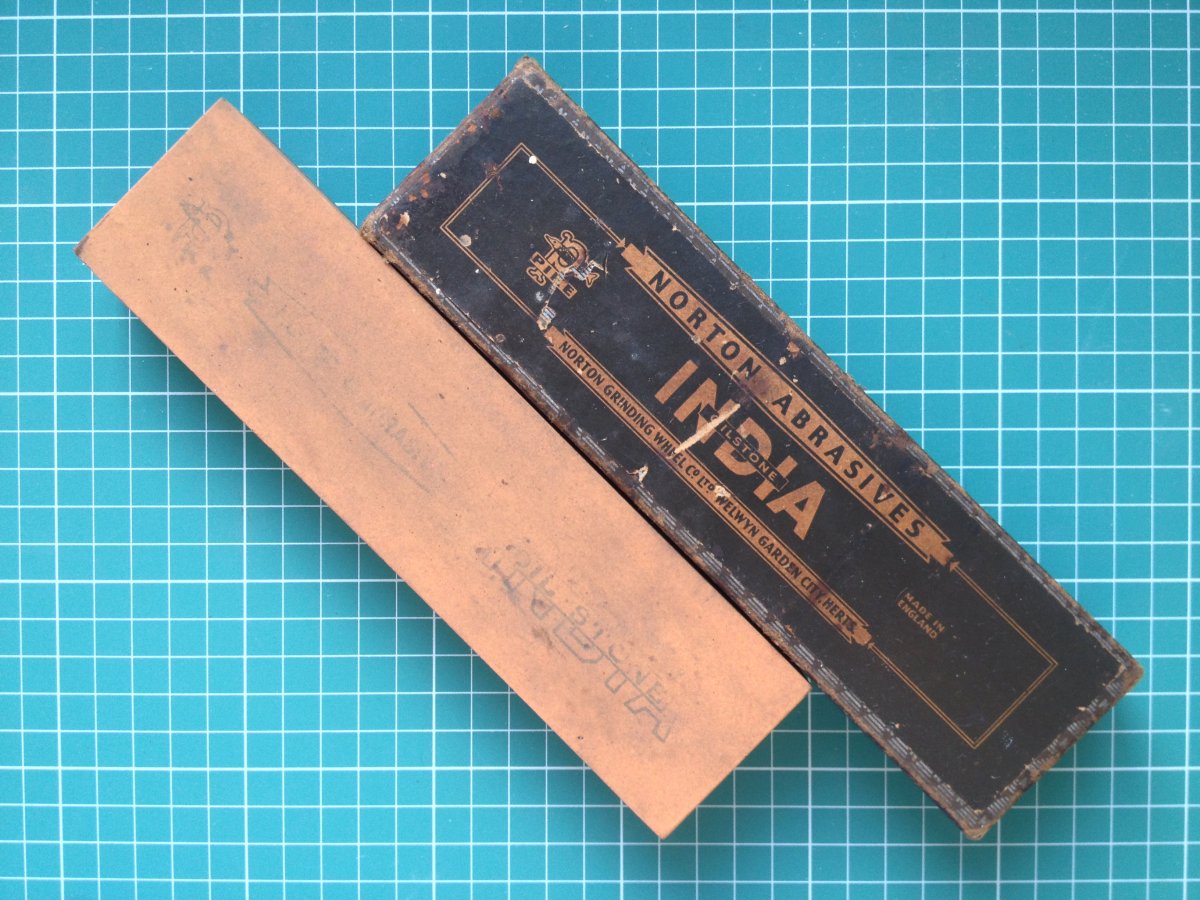 PIKE
NORTON ABRASIVES
INDIA
OILSTONE
NORTON GRINDING WHEEL CO LTD WELWYN GARDEN CITY, HERTS
MADE IN
ENGLAND
OIL STONE
INDIA